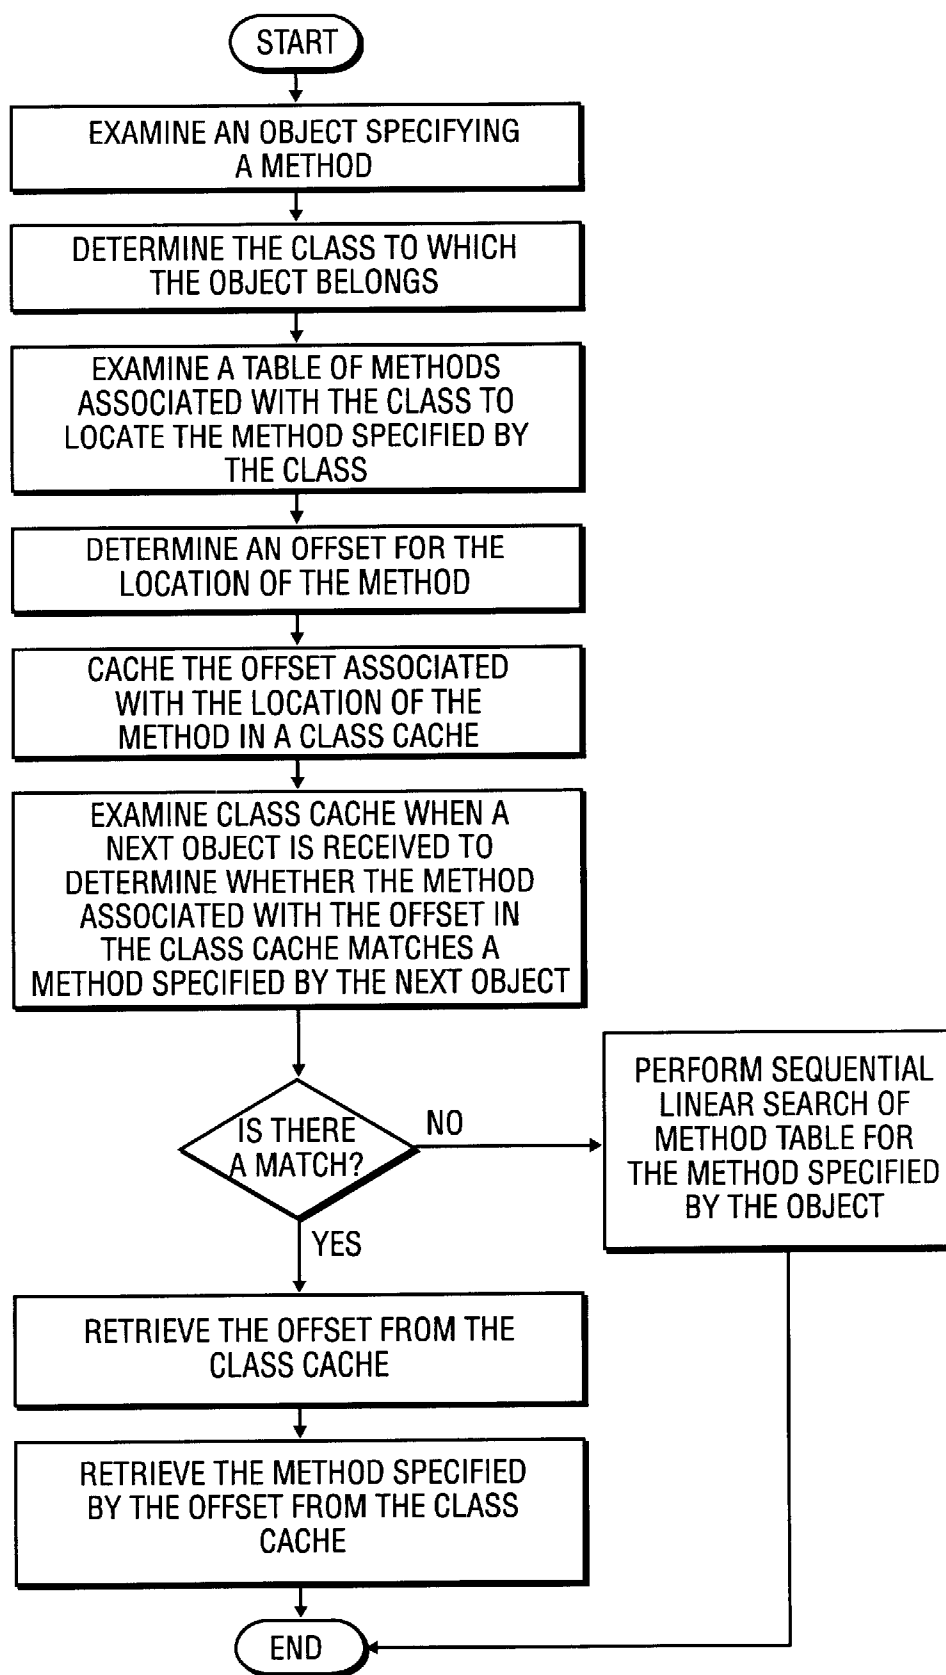 START
EXAMINE AN OBJECT SPECIFYING
A METHOD
DETERMINE THE CLASS TO WHICH
THE OBJECT BELONGS
EXAMINE A TABLE OF METHODS
ASSOCIATED WITH THE CLASS TO
LOCATE THE METHOD SPECIFIED BY
THE CLASS
DETERMINE AN OFFSET FOR THE
LOCATION OF THE METHOD
CACHE THE OFFSET ASSOCIATED
WITH THE LOCATION OF THE
METHOD IN A CLASS CACHE
EXAMINE CLASS CACHE WHEN A
NEXT OBJECT IS RECEIVED TO
DETERMINE WHETHER THE METHOD
ASSOCIATED WITH THE OFFSET IN
THE CLASS CACHE MATCHES A
METHOD SPECIFIED BY THE NEXT OBJECT
IS THERE
A MATCH?
NO
PERFORM SEQUENTIAL
LINEAR SEARCH OF
METHOD TABLE FOR
THE METHOD SPECIFIED
BY THE OBJECT
YES
RETRIEVE THE OFFSET FROM THE
CLASS CACHE
RETRIEVE THE METHOD SPECIFIED
BY THE OFFSET FROM THE CLASS
CACHE
END